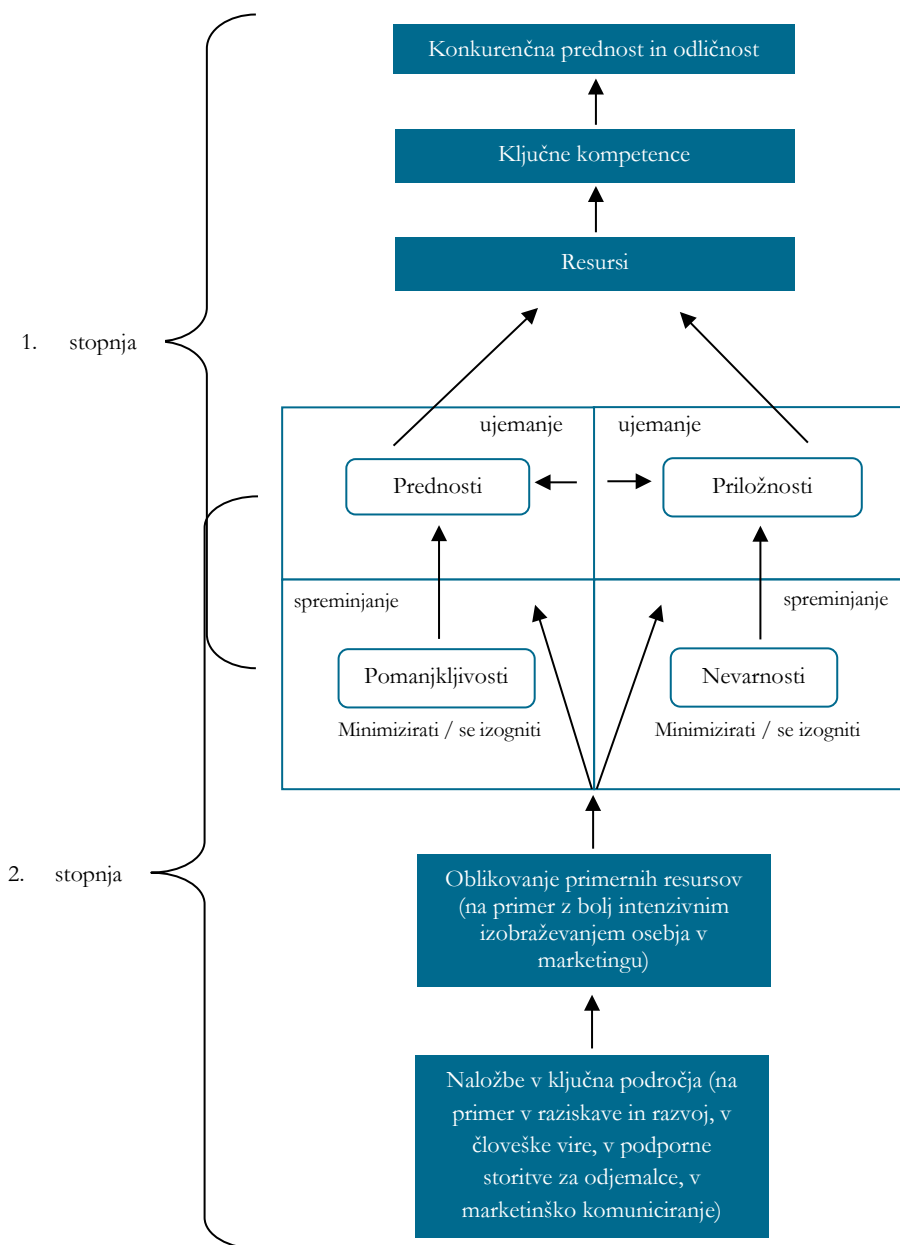 Konkurenčna prednost in odličnost
Ključne kompetence
Resursi
1. stopnja
ujemanje
ujemanje
Prednosti
Priložnosti
spreminjanje
spreminjanje
Pomanjkljivosti
Nevarnosti
Minimizirati / se izogniti
Minimizirati / se izogniti
2. stopnja
Oblikovanje primernih resursov
(na primer z bolj intenzivnim
izobraževanjem osebja v
marketingu)
Naložbe v ključna področja (na
primer v raziskave in razvoj, v
človeške vire, v podporne
storitve za odjemalce, v
marketinško komuniciranje)